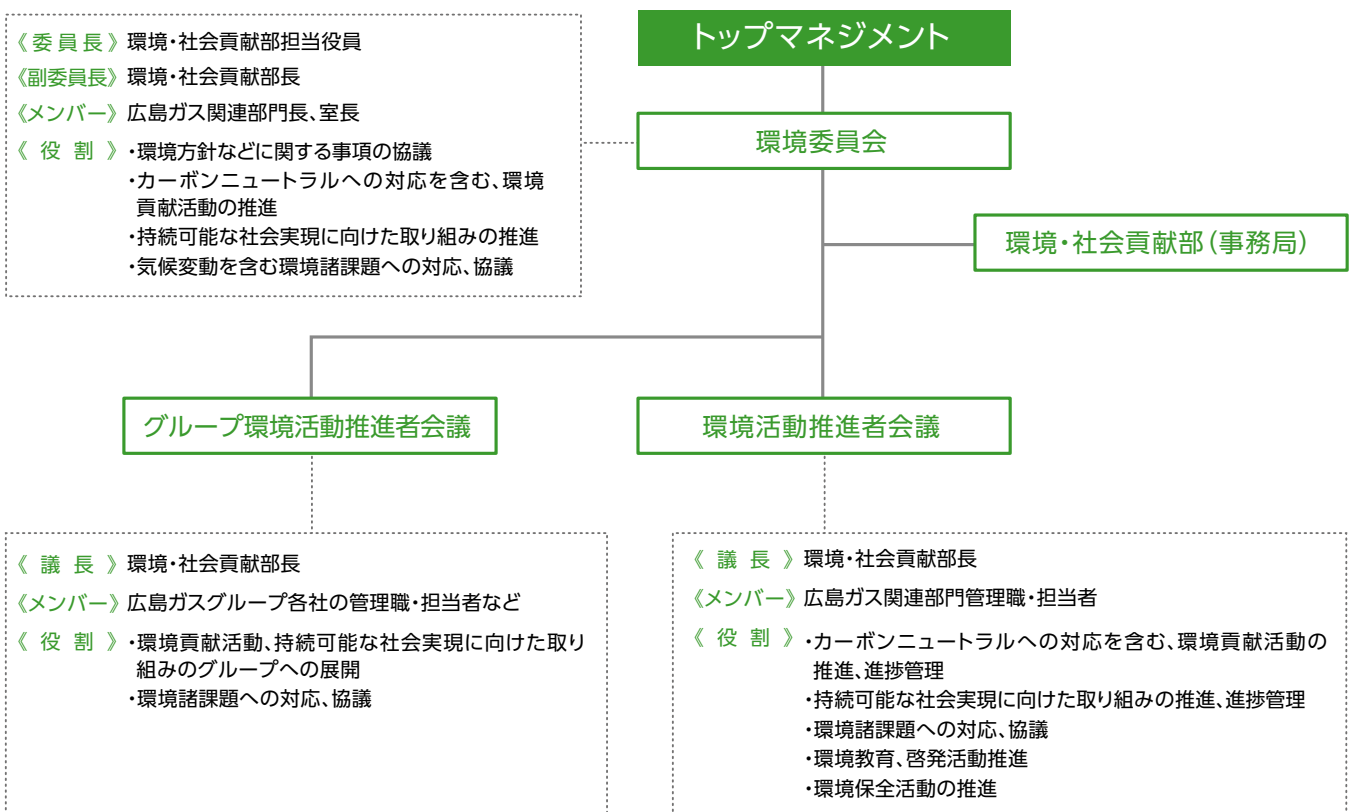 トップマネジメント
《委員長》環境・社会貢献部担当役員
《副委員長》環境・社会貢献部長
《メンバー》広島ガス関連部門長、室長
《役割》・環境方針などに関する事項の協議
・カーボンニュートラルへの対応を含む、環境
貢献活動の推進
・持続可能な社会実現に向けた取り組みの推進
・気候変動を含む環境諸課題への対応、協議
環境委員会
環境・社会貢献部(事務局)
グループ環境活動推進者会議
環境活動推進者会議
《議長》環境・社会貢献部長
《メンバー》広島ガスグループ各社の管理職・担当者など
《役割》・環境貢献活動、持続可能な社会実現に向けた取り
組みのグループへの展開
・環境諸課題への対応、協議
《議長》環境・社会貢献部長
《メンバー》広島ガス関連部門管理職・担当者
《役割》・カーボンニュートラルへの対応を含む、環境貢献活動の
推進、進捗管理
・持続可能な社会実現に向けた取り組みの推進、進捗管理
・環境諸課題への対応、協議
・環境教育、啓発活動推進
・環境保全活動の推進